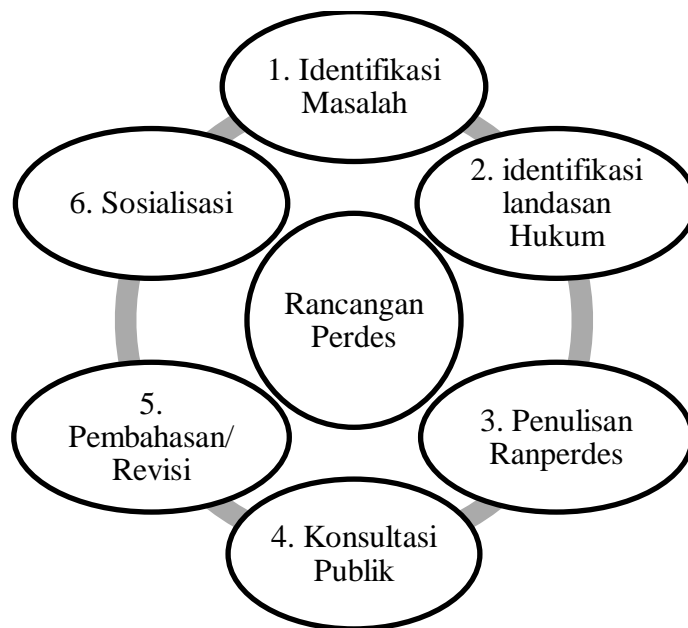 1. Identifikasi
Masalah
2. identifikasi
landasan
Hukum
3. Penulisan
Ranperdes
4. Konsultasi
Publik
5.
Pembahasan/
Revisi
6. Sosialisasi
Rancangan
Perdes